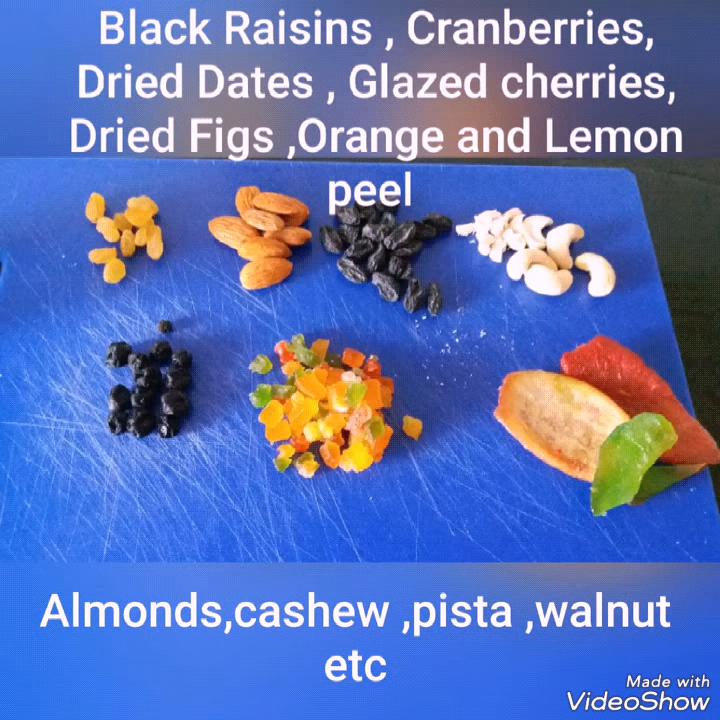 Black Raisins , Cranberries,
Dried Dates , Glazed cherries,
Dried Figs ,Orange and Lemon
peel
Almonds,cashew ,pista ,walnut
etc
Made with
VideoShow